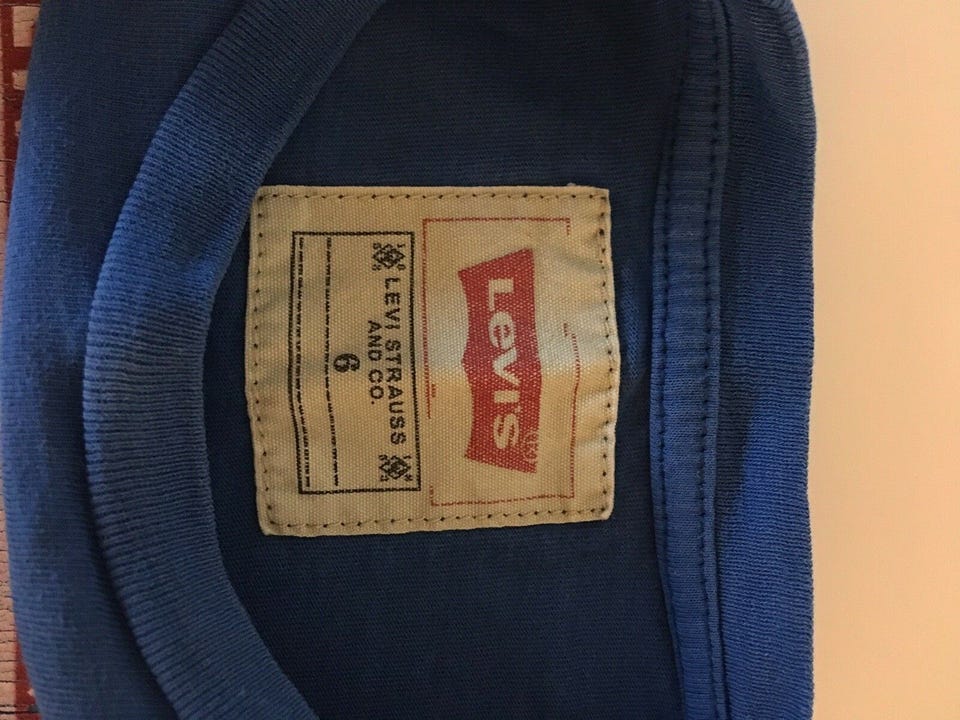 Levi's
LEVI STRAUSS
AND CO.
6